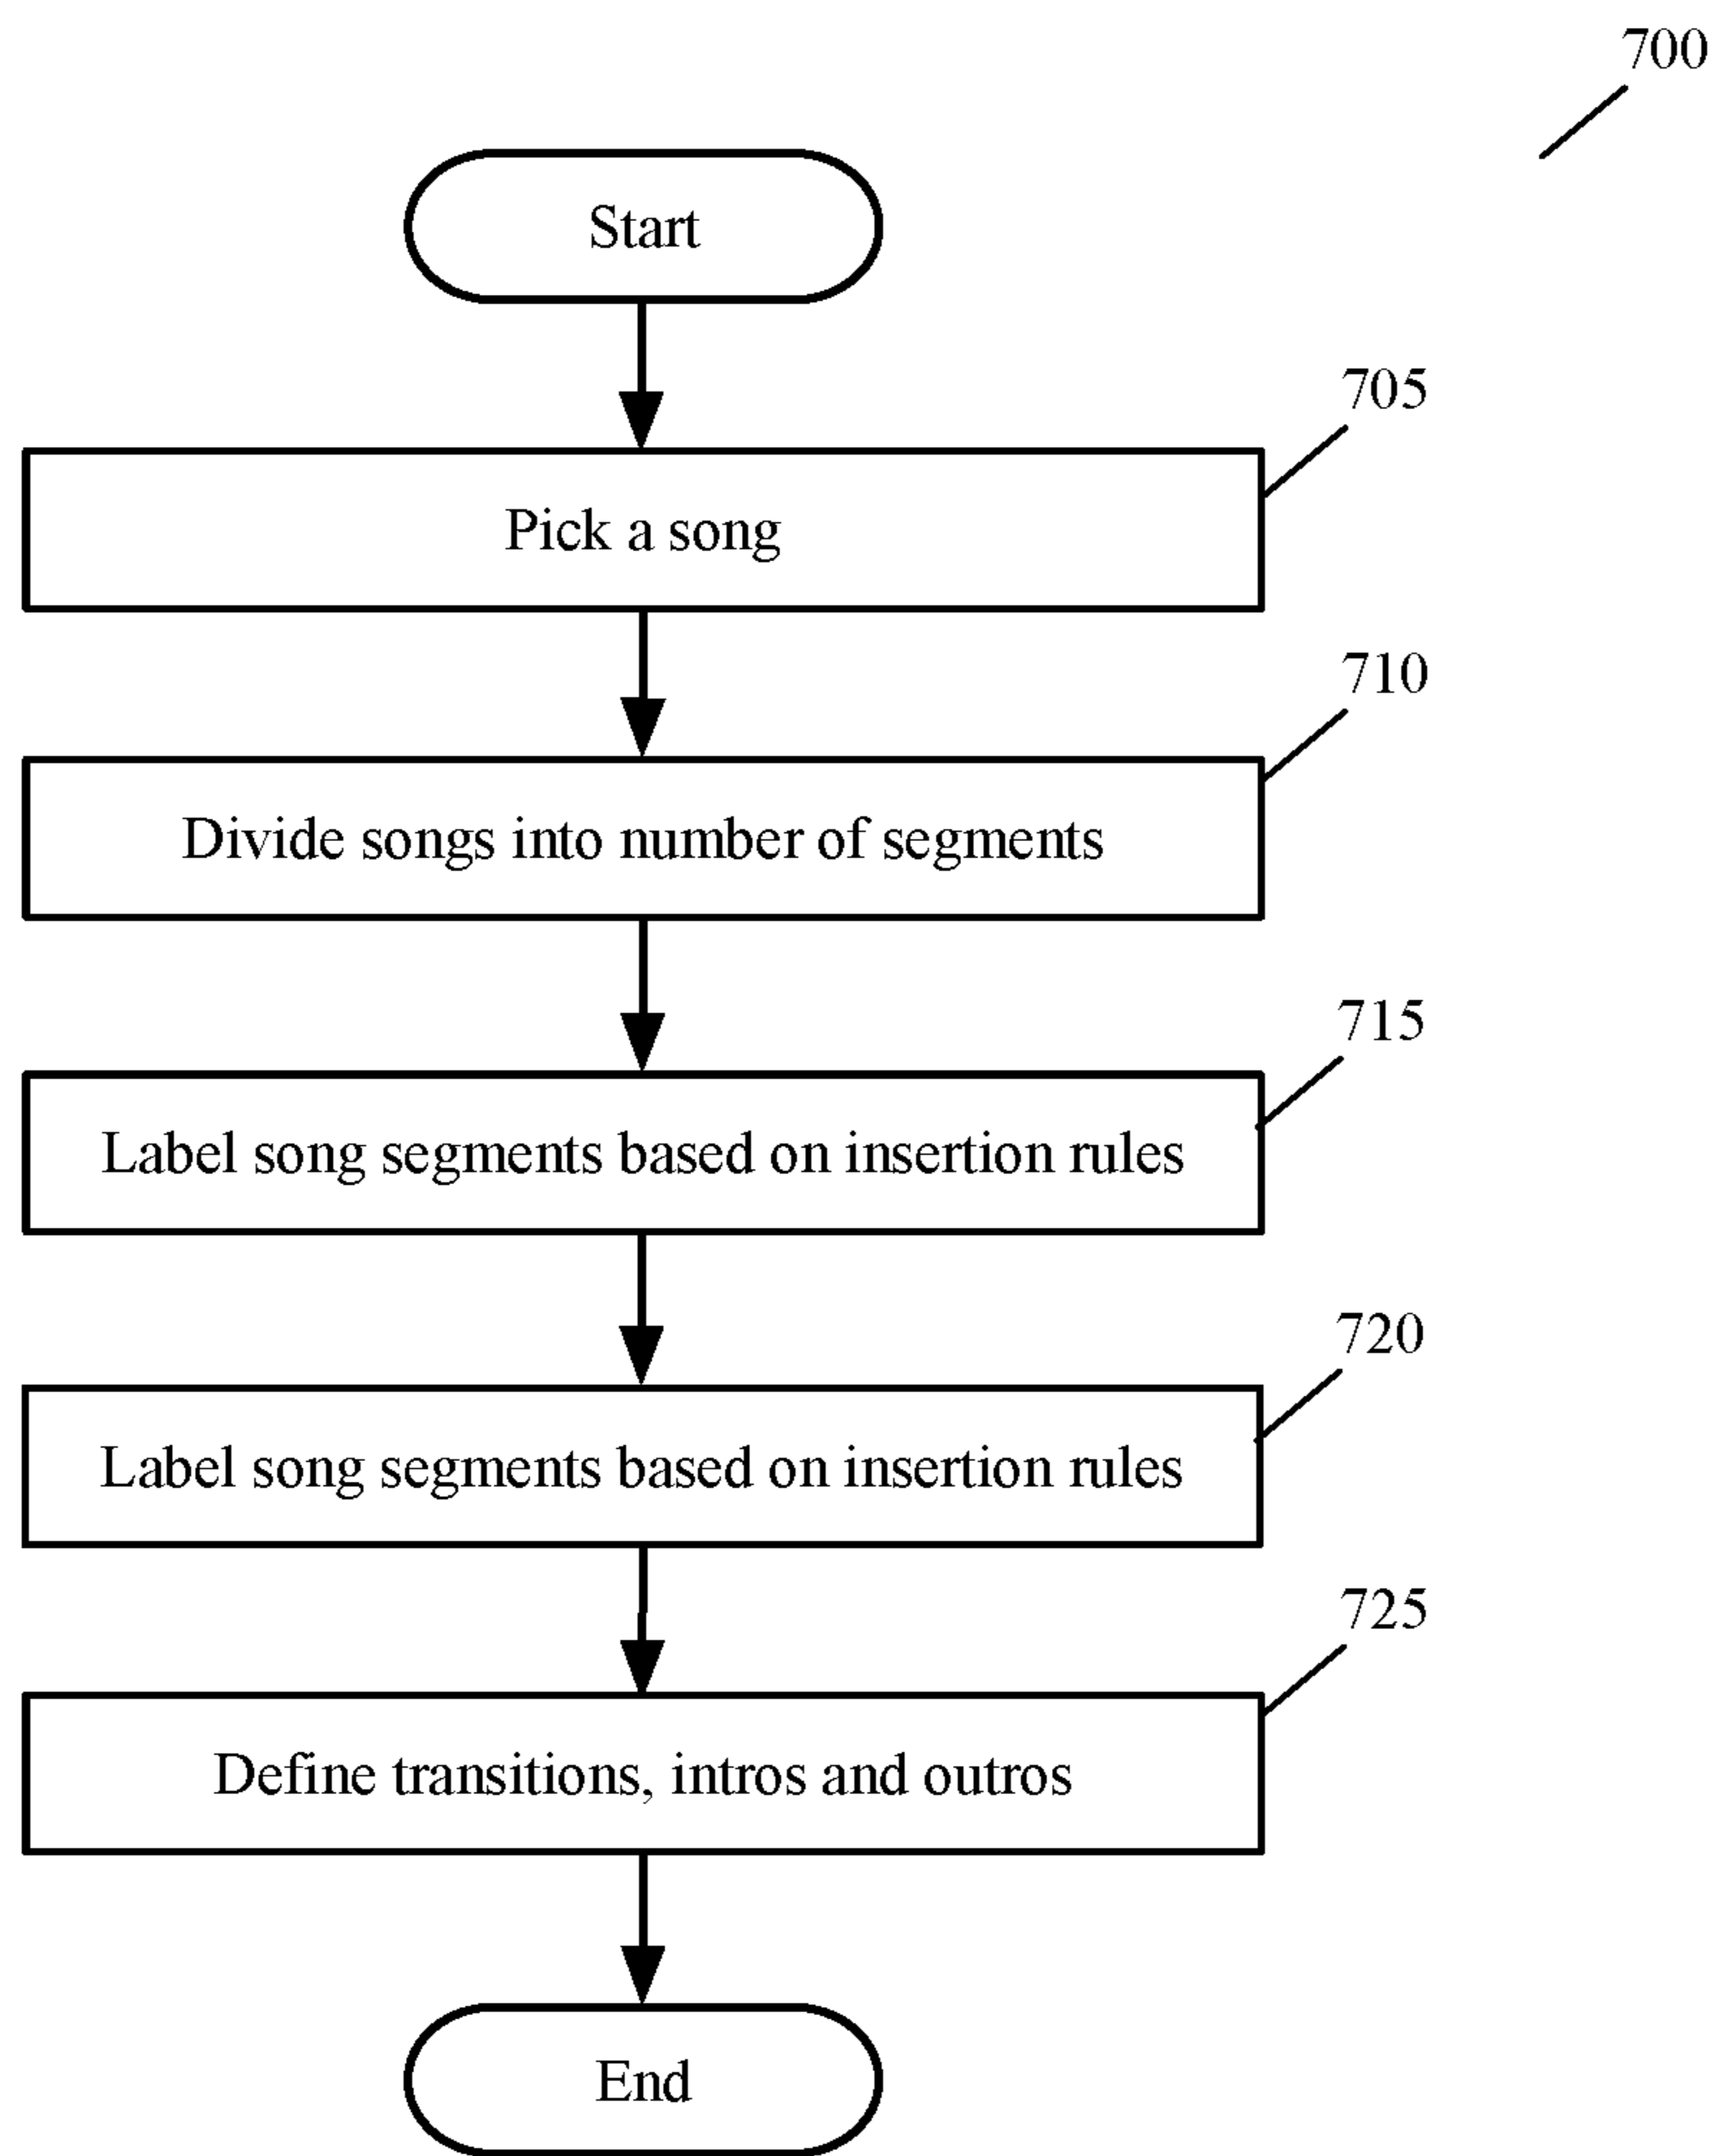 700
Start
705
Pick a song
710
Divide songs into number of segments
715
Label song segments based on insertion rules
720
Label song segments based on insertion rules
725
Define transitions, intros and outros
End